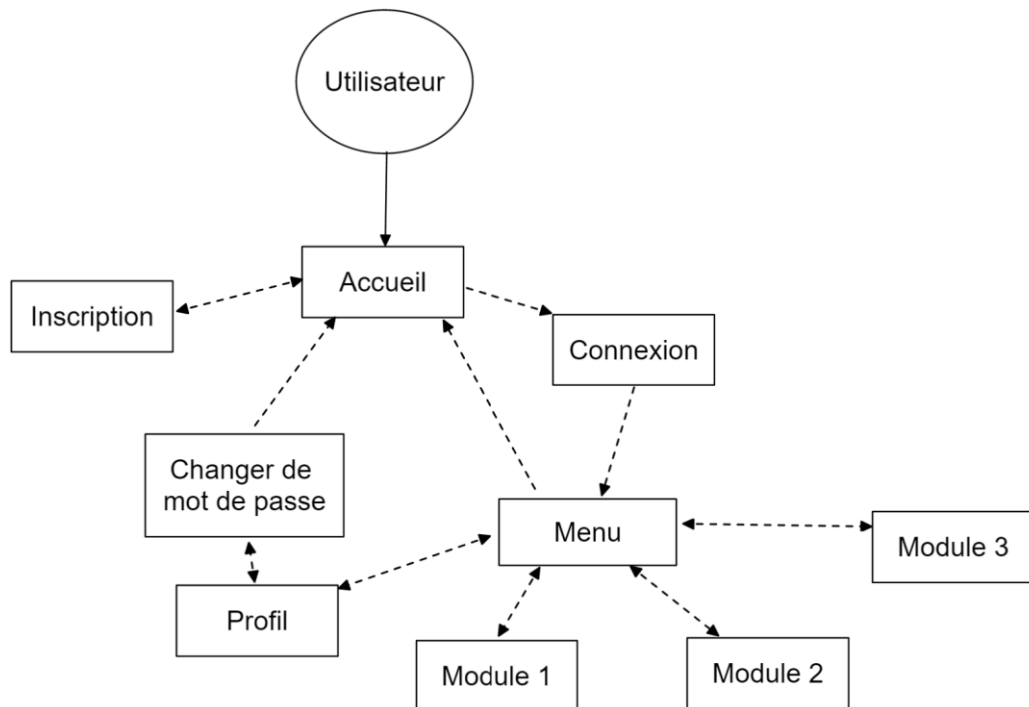 Utilisateur
Accueil
Inscription
Connexion
Changer de
mot de passe
Menu
Module 3
Profil
Module 1
Module 2